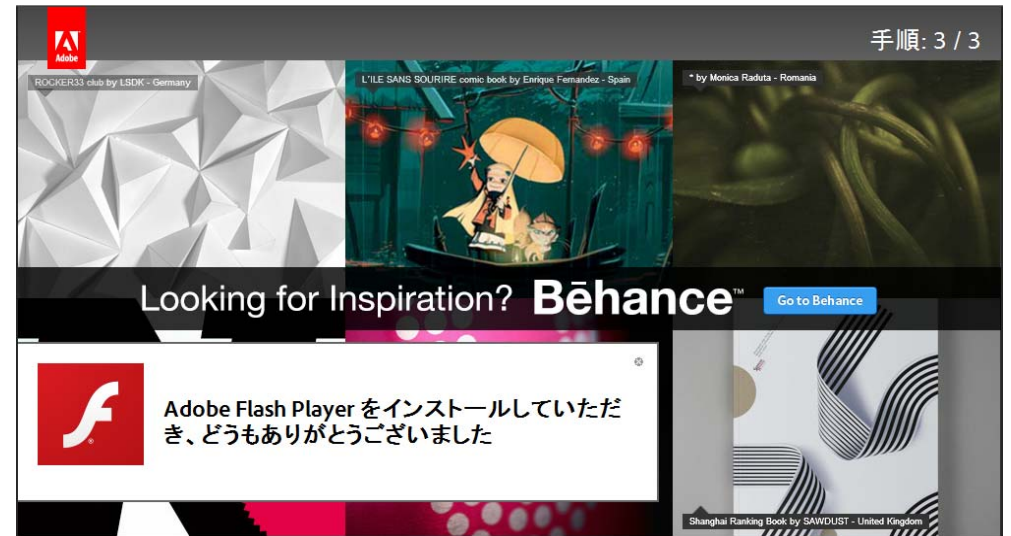 Adobe
手順: 3 / 3
ROCKER33 club by LSDK - Germany
L'ILE SANS SOURIRE comic book by Enrique Fernandez - Spain
* by Monica Raduta - Romania
Looking for Inspiration? Bēhance™ Go to Behance
Adobe Flash Player をインストールしていただ
き、どうもありがとうございました
Shanghai Ranking Book by SAWDUST - United Kingdom